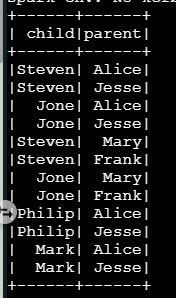 +------+------+
| child|parent|
+------+------+
|Steven| Alice|
|Steven| Jesse|
|  Jone| Alice|
|  Jone| Jesse|
|Steven|  Mary|
|Steven| Frank|
|  Jone|  Mary|
|  Jone| Frank|
|Philip| Alice|
|Philip| Jesse|
|  Mark| Alice|
|  Mark| Jesse|
+------+------+